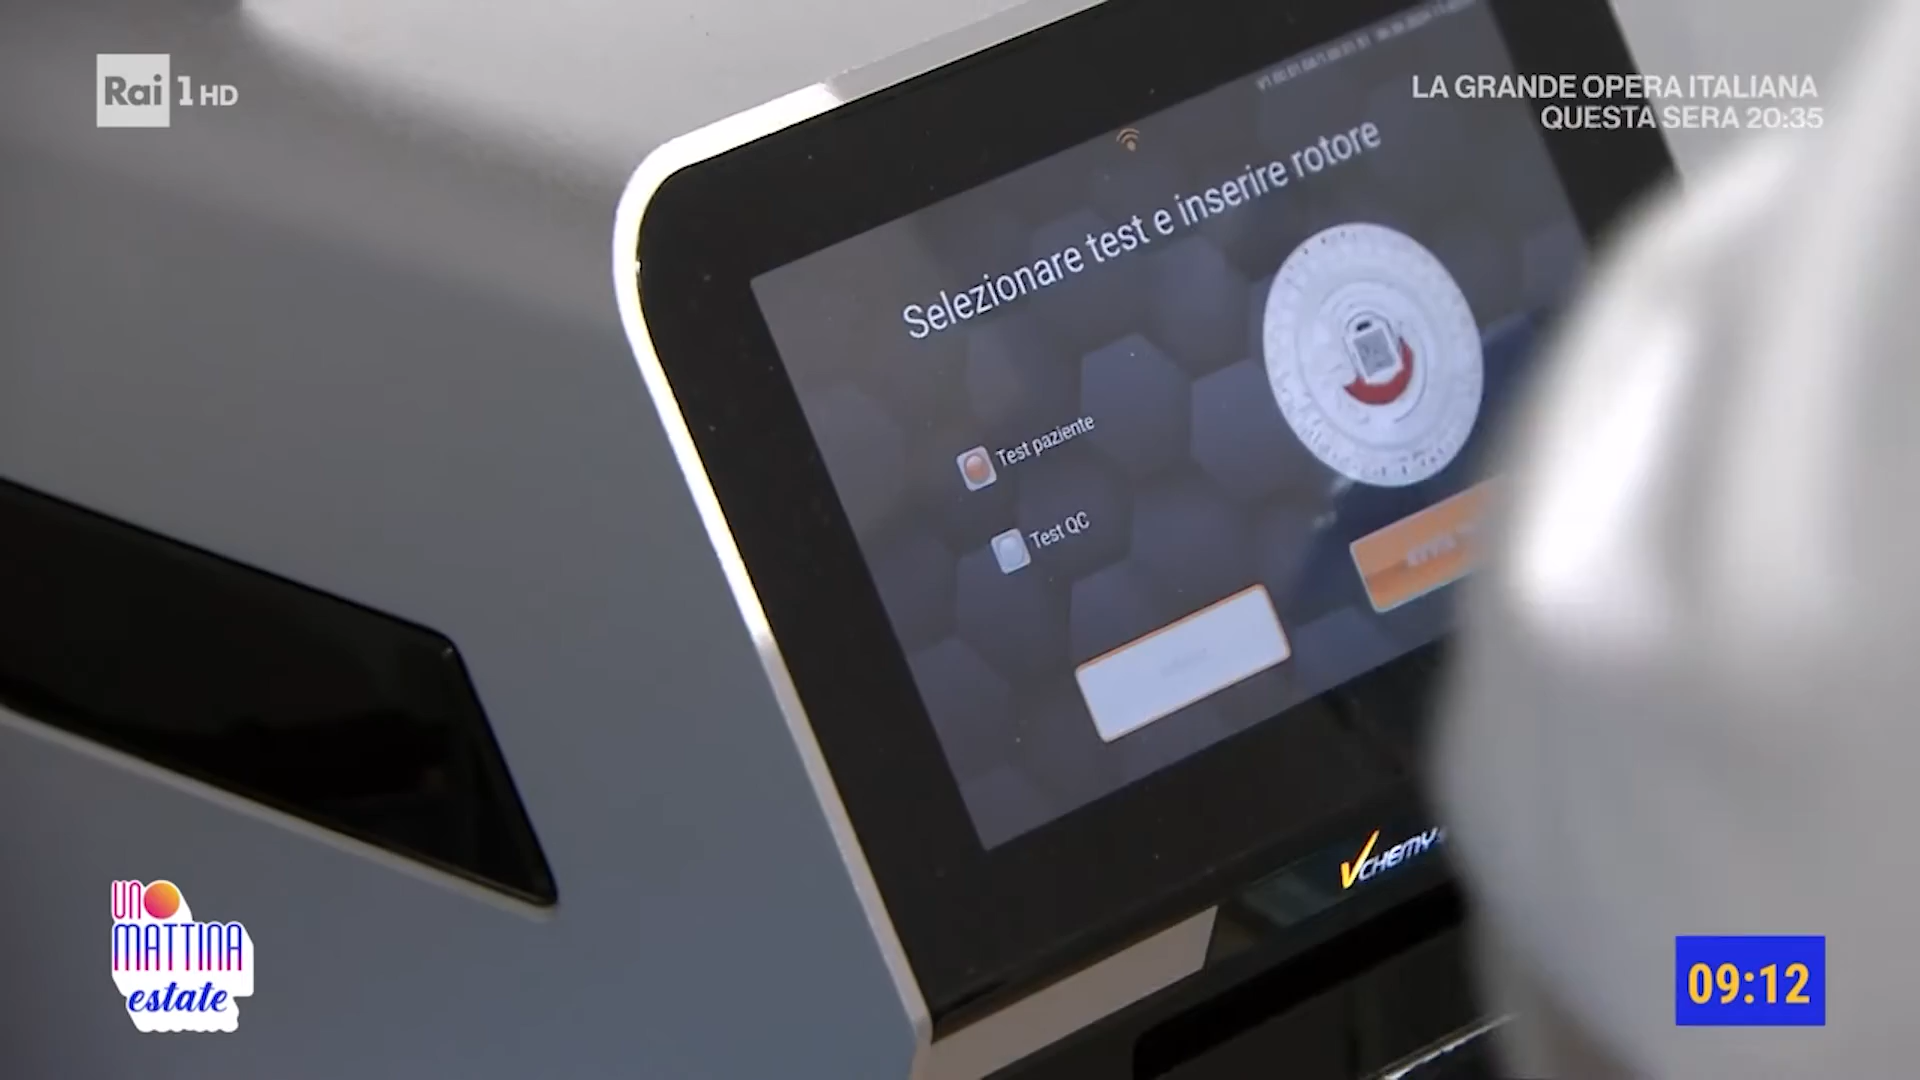 Rai 1 HD
LA GRANDE OPERA ITALIANA
QUESTA SERA 20:35
Selezionare test e inserire rotore
Test paziente
Test QC
VCHEMY
UNO
MATTINA
estate
09:12